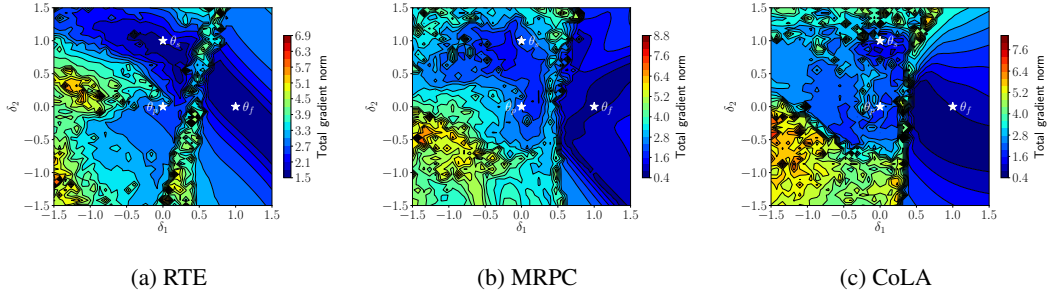 1.5
1.0
0.5
0.0
−0.5
−1.0
−1.5
δ2
−1.5 −1.0 −0.5 0.0 0.5 1.0 1.5
δ1
θs
θp
θf
6.9
6.3
5.7
5.1
4.5
3.9
3.3
2.7
2.1
1.5
Total gradient norm
1.5
1.0
0.5
0.0
−0.5
−1.0
−1.5
δ2
−1.5 −1.0 −0.5 0.0 0.5 1.0 1.5
δ1
θs
θp
θf
8.8
7.6
6.4
5.2
4.0
2.8
1.6
0.4
Total gradient norm
1.5
1.0
0.5
0.0
−0.5
−1.0
−1.5
δ2
−1.5 −1.0 −0.5 0.0 0.5 1.0 1.5
δ1
θs
θp
θf
7.6
6.4
5.2
4.0
2.8
1.6
0.4
Total gradient norm
(a) RTE
(b) MRPC
(c) CoLA